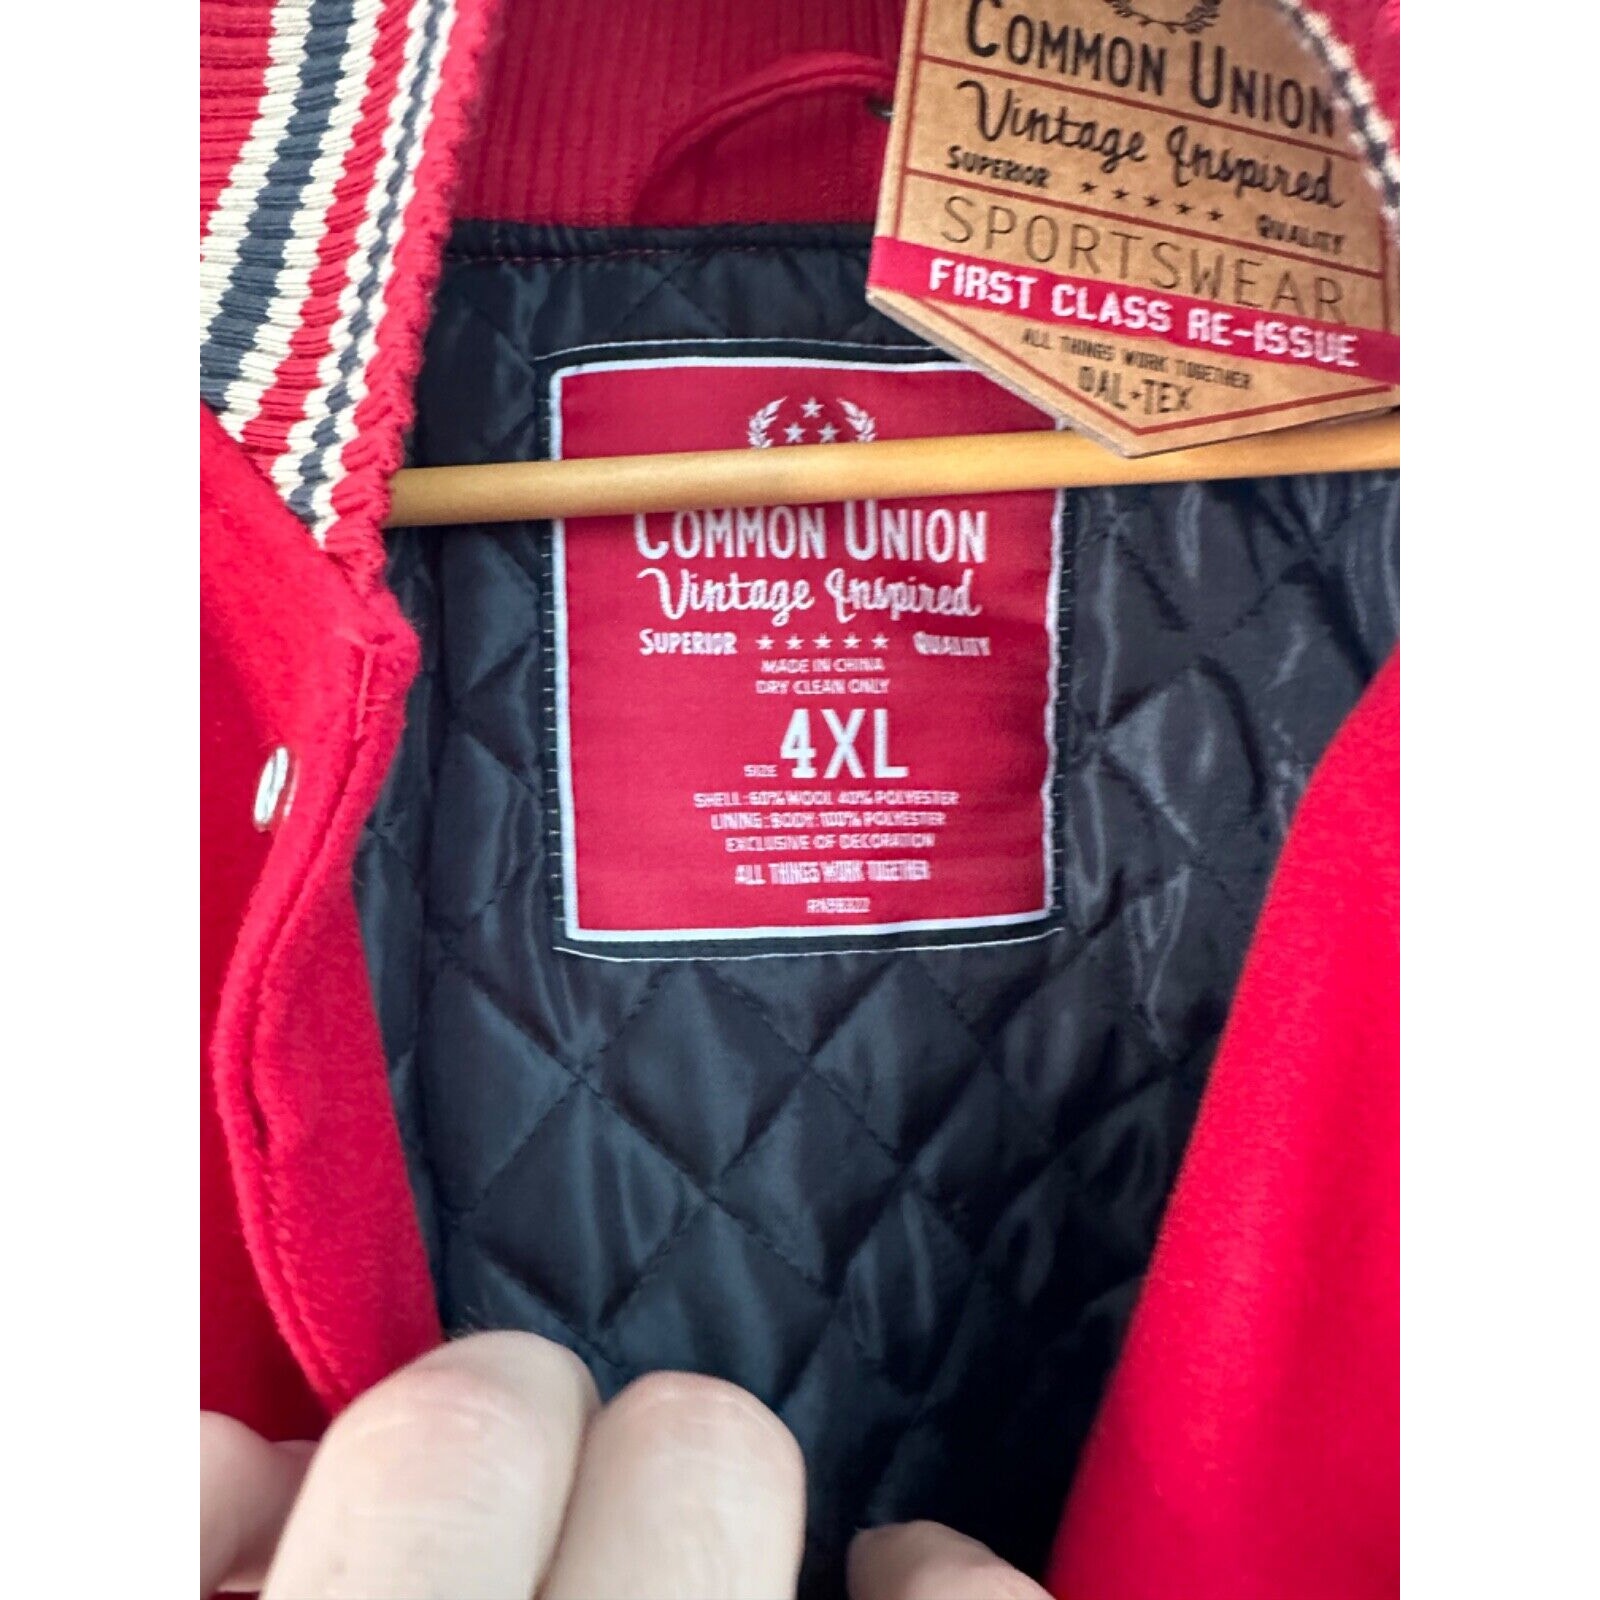 COMMON UNION
Vintage Inspired
SUPERIOR ★★★★★ QUALITY
SPORTSWEAR
FIRST CLASS RE-ISSUE
ALL THINGS WORK TOGETHER
DAL★TEX
COMMON UNION
Vintage Inspired
SUPERIOR ★★★★★ QUALITY
MADE IN CHINA
DRY CLEAN ONLY
SIZE 4XL
SHELL: 60% WOOL 40% POLYESTER
LINING: BODY: 100% POLYESTER
EXCLUSIVE OF DECORATION
ALL THINGS WORK TOGETHER